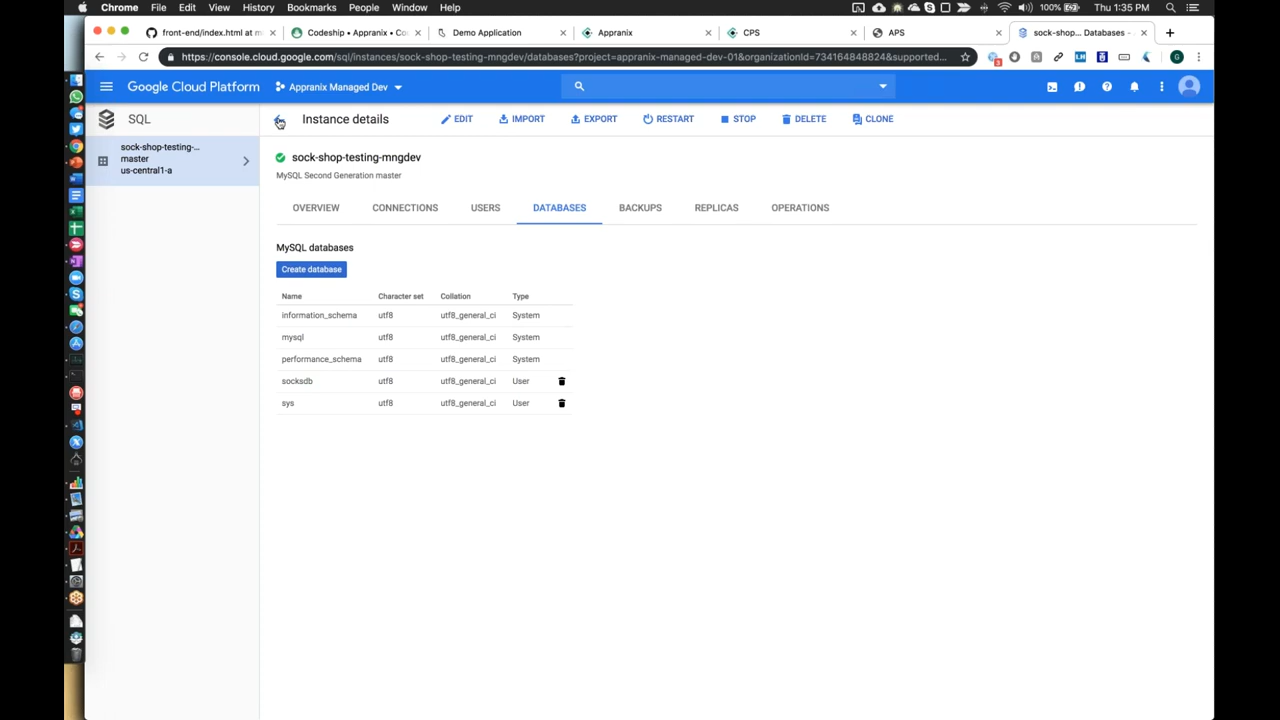 Chrome File Edit View History Bookmarks People Window Help 100% Thu 1:35 PM
front-end/index.html at m Codeship • Appranix • Co Demo Application Appranix CPS APS sock-shop... Databases -
https://console.cloud.google.com/sql/instances/sock-shop-testing-mngdev/databases?project=appranix-managed-dev-01&organizationId=734164848824&supported...
Google Cloud Platform Appranix Managed Dev
SQL Instance details EDIT IMPORT EXPORT RESTART STOP DELETE CLONE
sock-shop-testing-...
master
us-central1-a
sock-shop-testing-mngdev
MySQL Second Generation master
OVERVIEW CONNECTIONS USERS DATABASES BACKUPS REPLICAS OPERATIONS
MySQL databases
Create database
Name Character set Collation Type
information_schema utf8 utf8_general_ci System
mysql utf8 utf8_general_ci System
performance_schema utf8 utf8_general_ci System
socksdb utf8 utf8_general_ci User
sys utf8 utf8_general_ci User